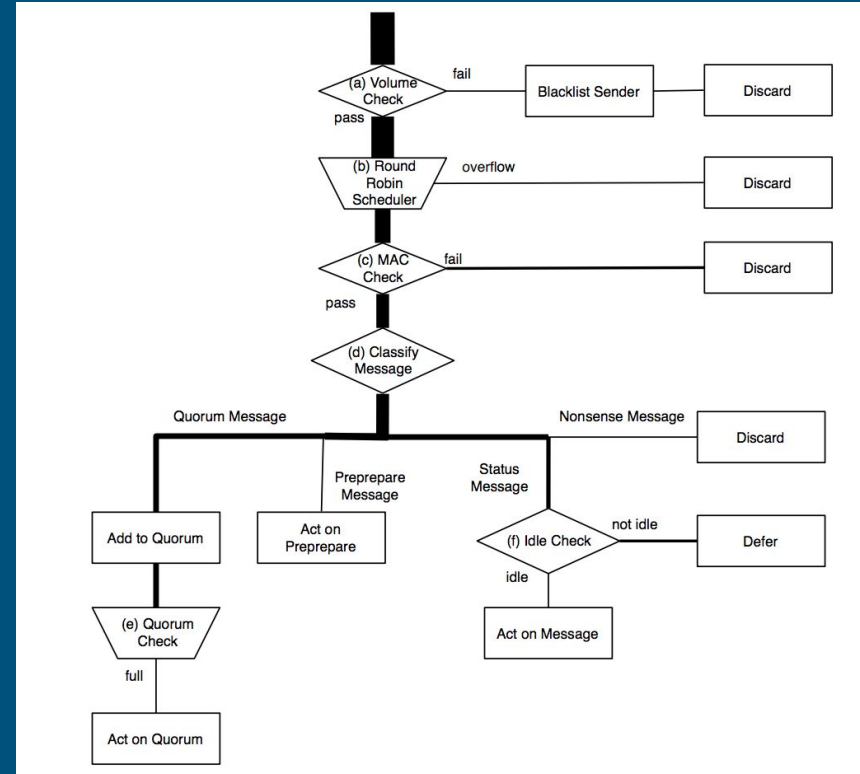 (a) Volume
Check
fail
Blacklist Sender
Discard
pass
(b) Round
Robin
Scheduler
overflow
Discard
(c) MAC
Check
fail
Discard
pass
(d) Classify
Message
Quorum Message
Nonsense Message
Discard
Preprepare
Message
Status
Message
Add to Quorum
Act on
Preprepare
(f) Idle Check
not idle
Defer
idle
(e) Quorum
Check
Act on Message
full
Act on Quorum